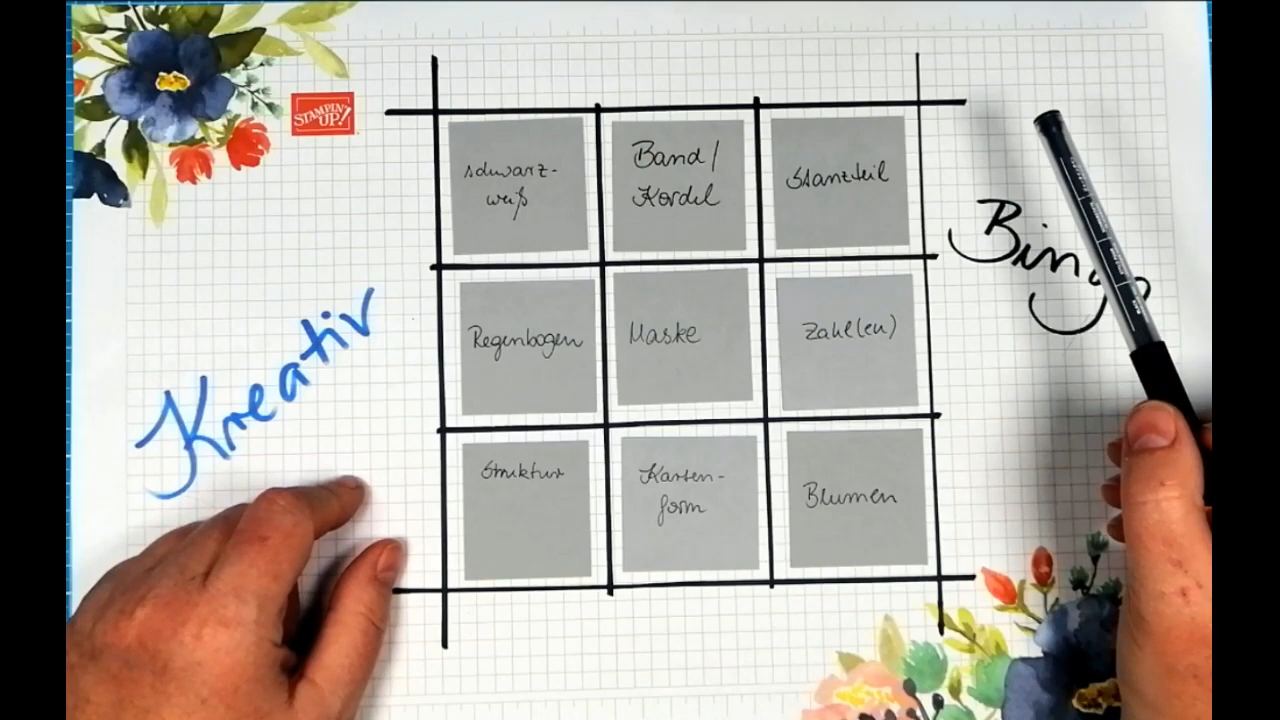 STAMPIN' UP!
schwarz-
weiß
Band /
Kordel
Stanzteil
Regenbogen
Maske
Zahl(en)
Struktur
Karten-
form
Blumen
Kreativ
Bingo